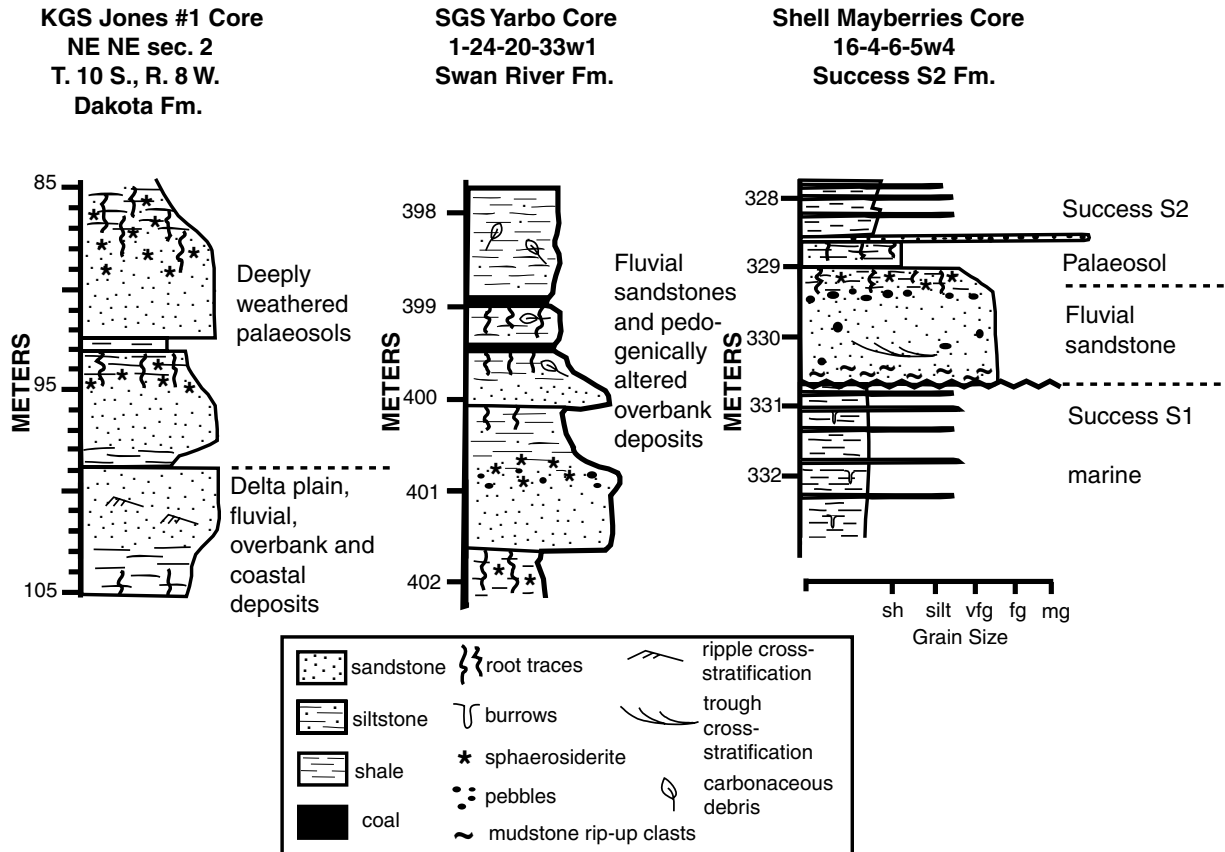 KGS Jones #1 Core
NE NE sec. 2
T. 10 S., R. 8 W.
Dakota Fm.
SGS Yarbo Core
1-24-20-33w1
Swan River Fm.
Shell Mayberries Core
16-4-6-5w4
Success S2 Fm.
METERS
85
95
105
Deeply
weathered
palaeosols
Delta plain,
fluvial,
overbank and
coastal
deposits
METERS
398
399
400
401
402
Fluvial
sandstones
and pedo-
genically
altered
overbank
deposits
METERS
328
329
330
331
332
Success S2
Palaeosol
Fluvial
sandstone
Success S1
marine
sh silt vfg fg mg
Grain Size
sandstone
siltstone
shale
coal
root traces
burrows
* sphaerosiderite
pebbles
mudstone rip-up clasts
ripple cross-
stratification
trough
cross-
stratification
carbonaceous
debris